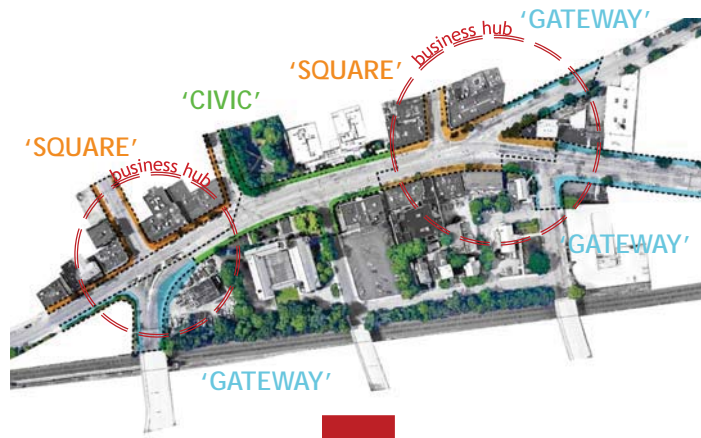 'GATEWAY'
business hub
'SQUARE'
'CIVIC'
'SQUARE'
business hub
'GATEWAY'
'GATEWAY'